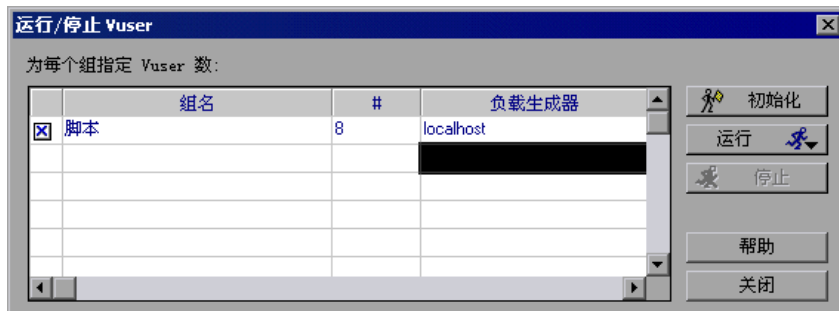 运行/停止 Vuser
为每个组指定 Vuser 数:
组名 # 负载生成器
脚本 8 localhost
初始化
运行
停止
帮助
关闭